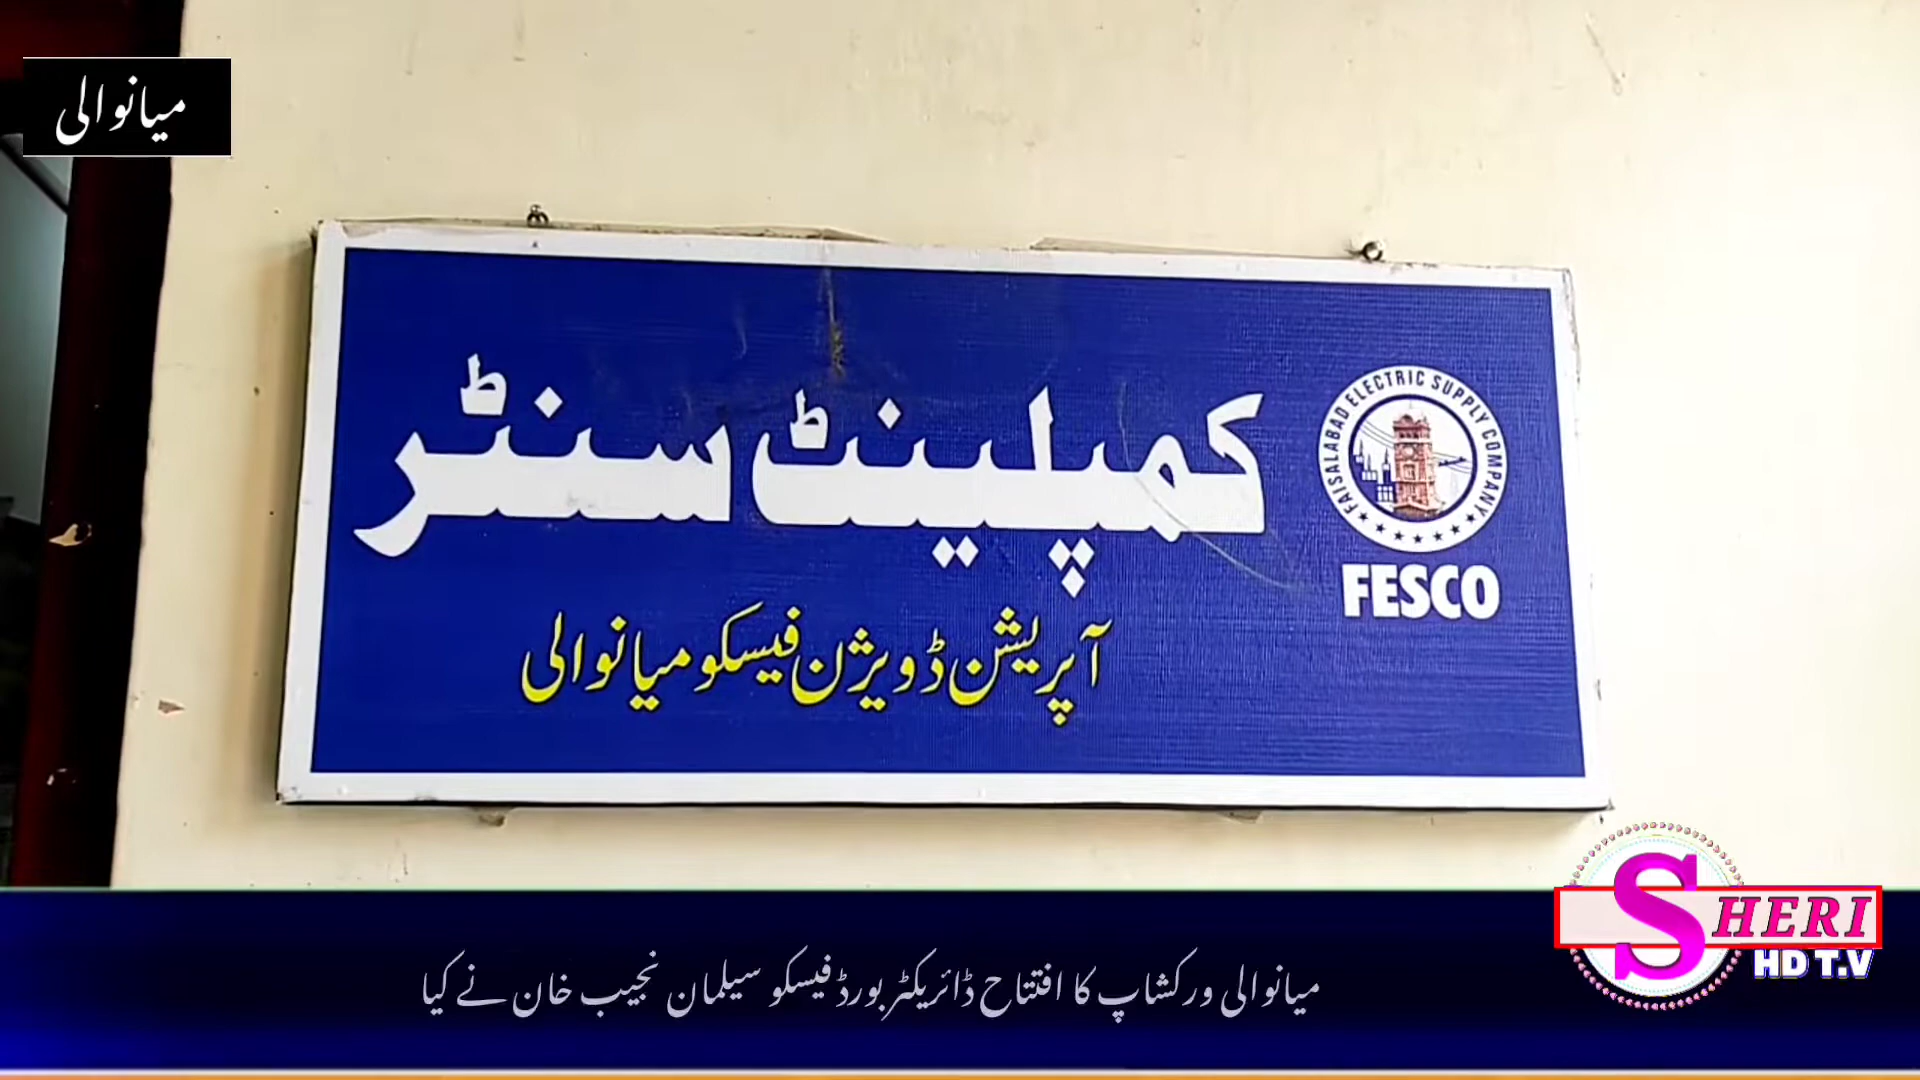 میانوالی
کمپلینٹ سنٹر
آپریشن ڈویژن فیسکو میانوالی
FAISALABAD ELECTRIC SUPPLY COMPANY
FESCO
SHERI
HD T.V
میانوالی ورکشاپ کا افتتاح ڈائریکٹر بورڈ فیسکو سیلمان نجیب خان نے کیا